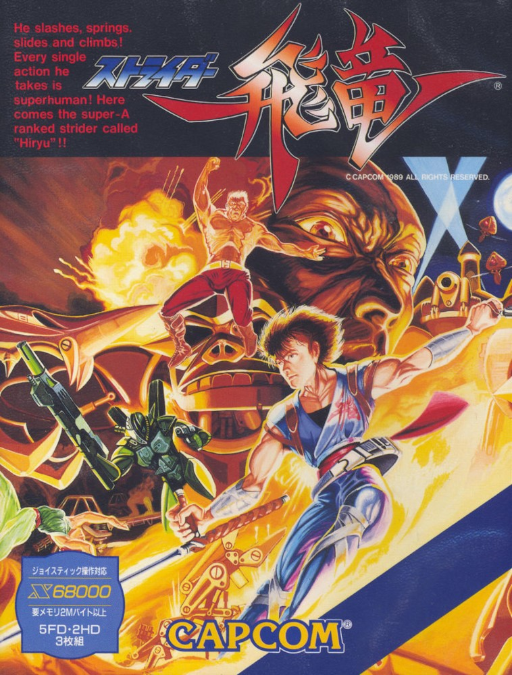 He slashes, springs.
slides and climbs!
Every single
action he
takes is
superhuman! Here
comes the super-A
ranked strider called
"Hiryu"!!
ストライダー
飛竜
®
© CAPCOM 1989 ALL RIGHTS RESERVED.
X
ジョイスティック操作対応
X68000
要メモリ2Mバイト以上
5FD・2HD
3枚組
CAPCOM®